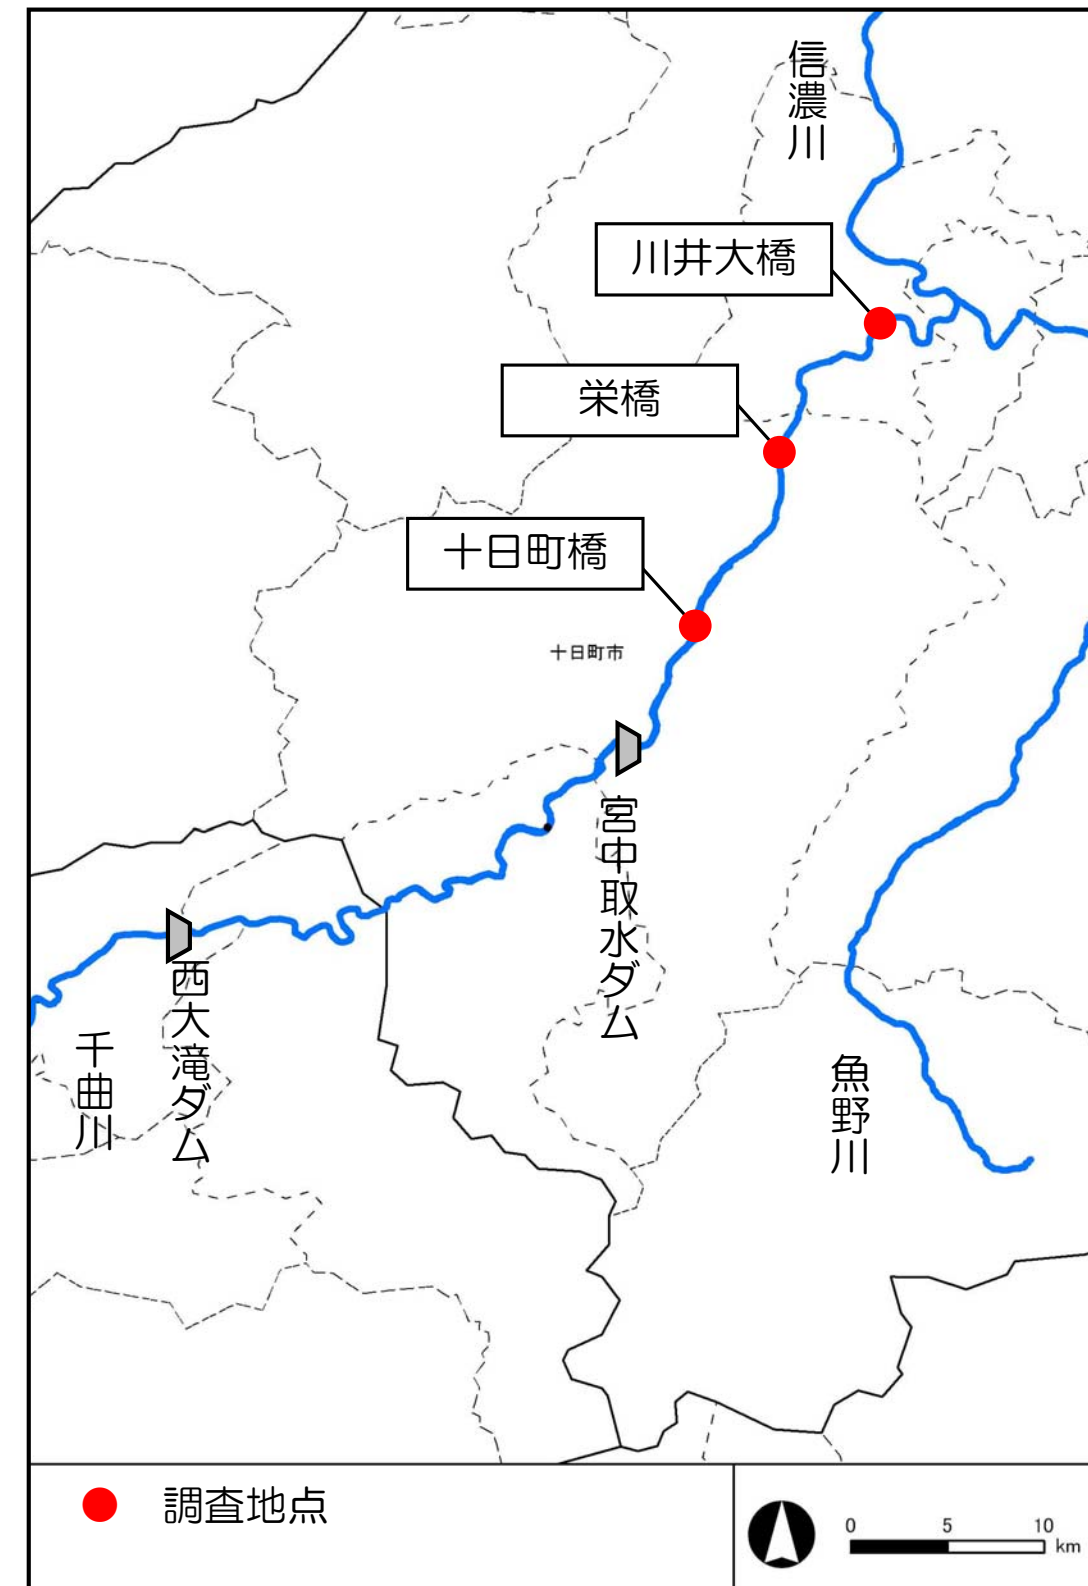 信濃川
川井大橋
栄橋
十日町橋
十日町市
宮中取水ダム
西大滝ダム
千曲川
魚野川
調査地点
0 5 10 km